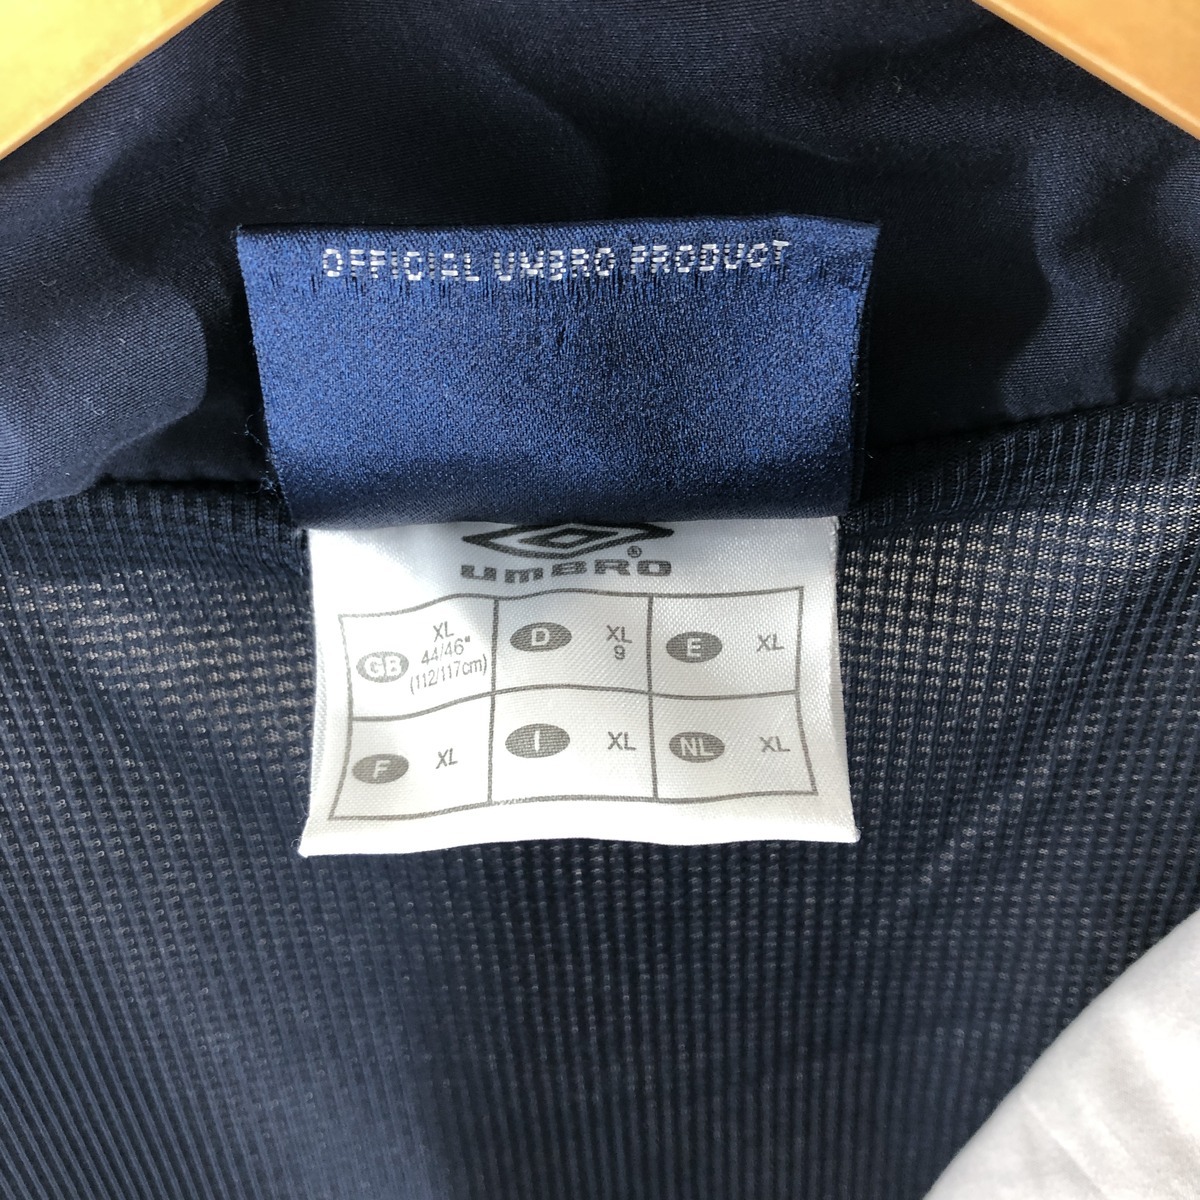 OFFICIAL UMBRO PRODUCT
UMBRO®
GB XL
44/46"
(112/117cm)
D XL
9
E XL
F XL
I XL
NL XL